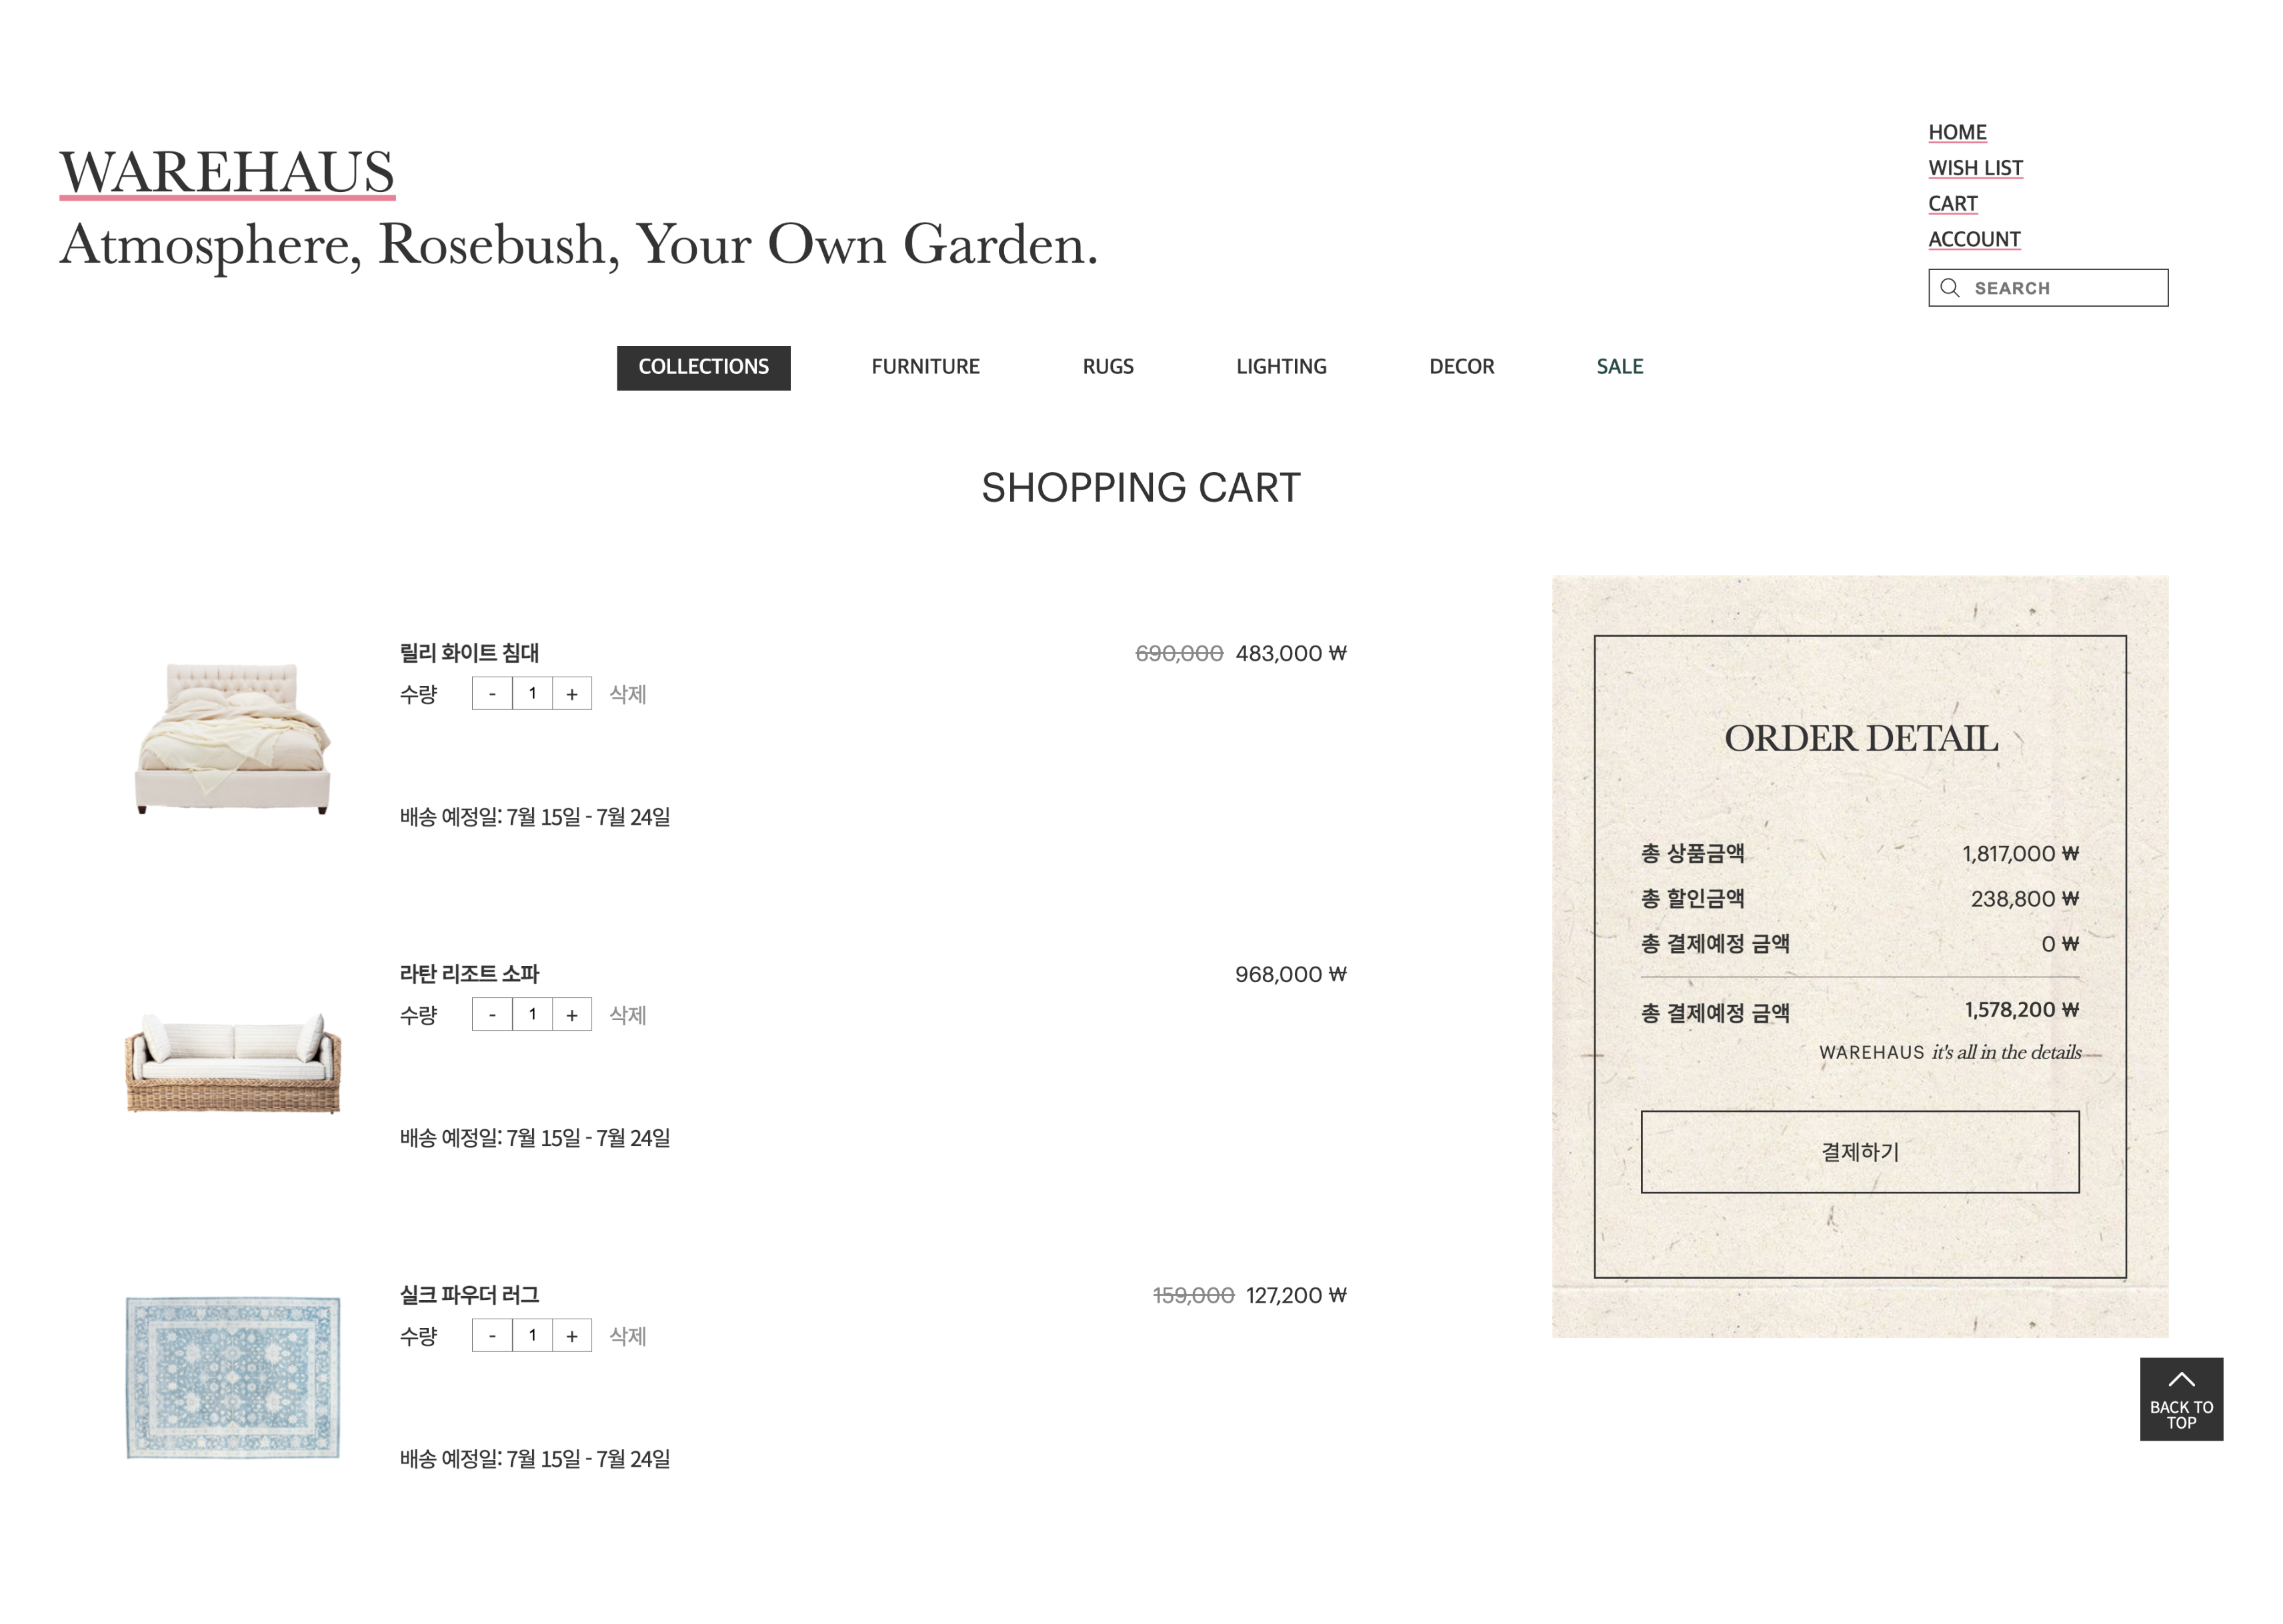 WAREHAUS
Atmosphere, Rosebush, Your Own Garden.
HOME
WISH LIST
CART
ACCOUNT
SEARCH
COLLECTIONS FURNITURE RUGS LIGHTING DECOR SALE
SHOPPING CART
릴리 화이트 침대 690,000 483,000 ₩
수량 - 1 + 삭제
배송 예정일: 7월 15일 - 7월 24일
라탄 리조트 소파 968,000 ₩
수량 - 1 + 삭제
배송 예정일: 7월 15일 - 7월 24일
실크 파우더 러그 159,000 127,200 ₩
수량 - 1 + 삭제
배송 예정일: 7월 15일 - 7월 24일
ORDER DETAIL
총 상품금액 1,817,000 ₩
총 할인금액 238,800 ₩
총 결제예정 금액 0 ₩
총 결제예정 금액 1,578,200 ₩
WAREHAUS it's all in the details
결제하기
BACK TO
TOP